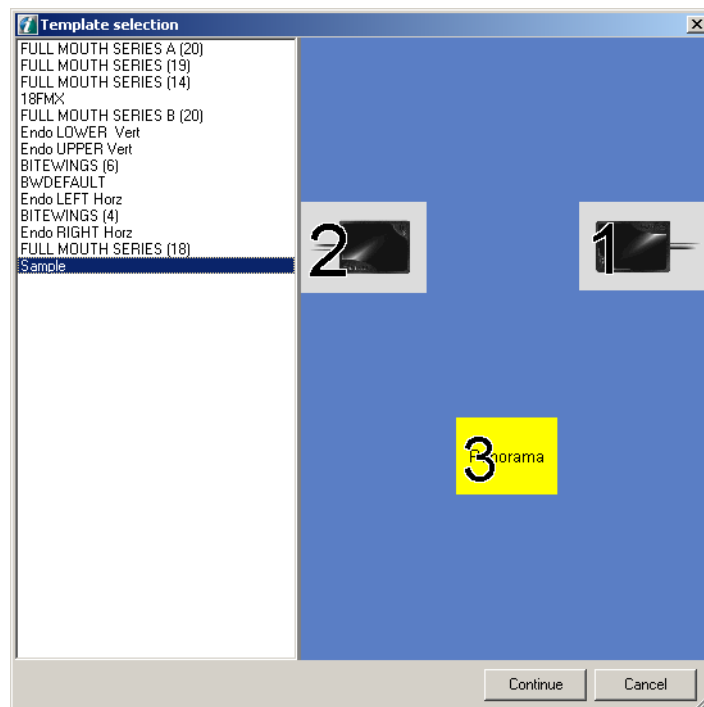 Template selection
FULL MOUTH SERIES A (20)
FULL MOUTH SERIES (19)
FULL MOUTH SERIES (14)
18FMX
FULL MOUTH SERIES B (20)
Endo LOWER  Vert
Endo UPPER Vert
BITEWINGS (6)
BWDEFAULT
Endo LEFT Horz
BITEWINGS (4)
Endo RIGHT Horz
FULL MOUTH SERIES (18)
Sample
2
1
3
Panorama
Continue
Cancel